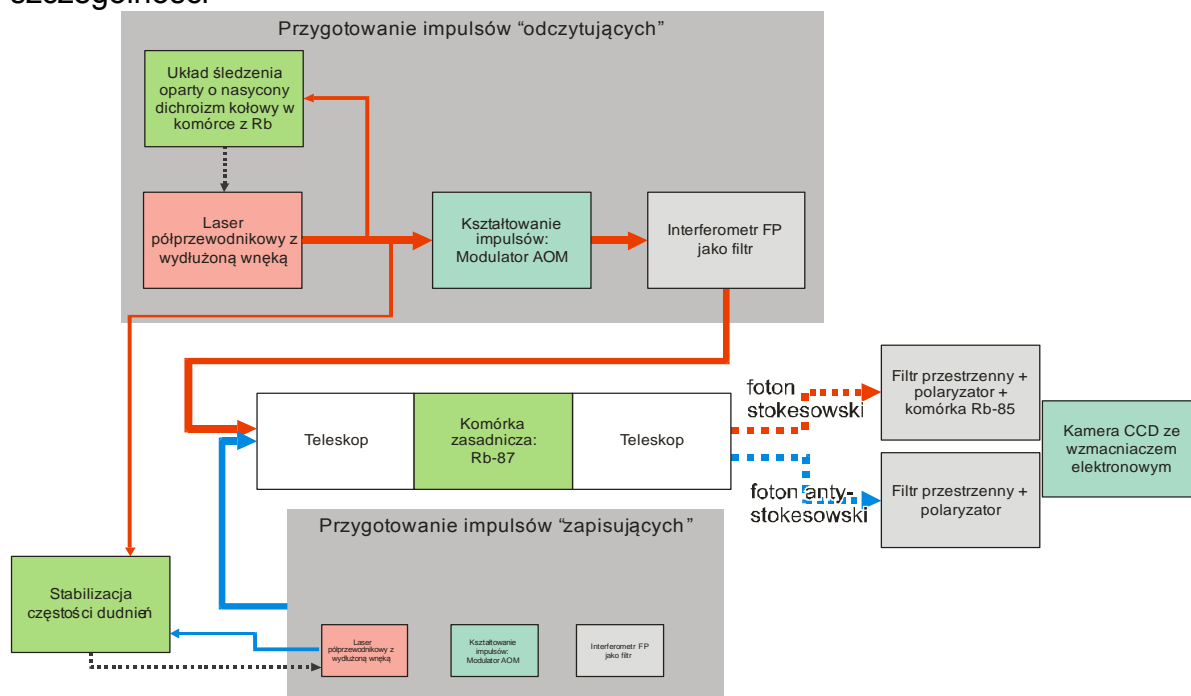 szczególności
Przygotowanie impulsów “odczytujących”
Układ śledzenia
oparty o nasycony
dichroizm kołowy w
komórce z Rb
Laser
półprzewodnikowy z
wydłużoną wnęką
Kształtowanie
impulsów:
Modulator AOM
Interferometr FP
jako filtr
foton
stokesowski
Filtr przestrzenny +
polaryzator +
komórka Rb-85
Teleskop
Komórka
zasadnicza:
Rb-87
Teleskop
Kamera CCD ze
wzmacniaczem
elektronowym
foton anty-
stokesowski
Filtr przestrzenny +
polaryzator
Przygotowanie impulsów “zapisujących”
Stabilizacja
częstości dudnień
Laser
półprzewodnikowy z
wydłużoną wnęką
Kształtowanie
impulsów:
Modulator AOM
Interferometr FP
jako filtr